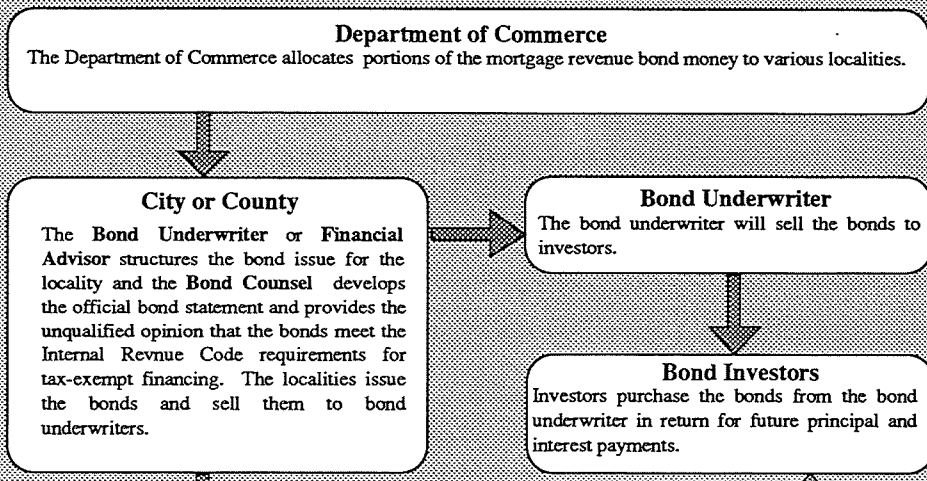 Department of Commerce
The Department of Commerce allocates portions of the mortgage revenue bond money to various localities.
City or County
The Bond Underwriter or Financial
Advisor structures the bond issue for the
locality and the Bond Counsel develops
the official bond statement and provides the
unqualified opinion that the bonds meet the
Internal Revnue Code requirements for
tax-exempt financing. The localities issue
the bonds and sell them to bond
underwriters.
Bond Underwriter
The bond underwriter will sell the bonds to
investors.
Bond Investors
Investors purchase the bonds from the bond
underwriter in return for future principal and
interest payments.